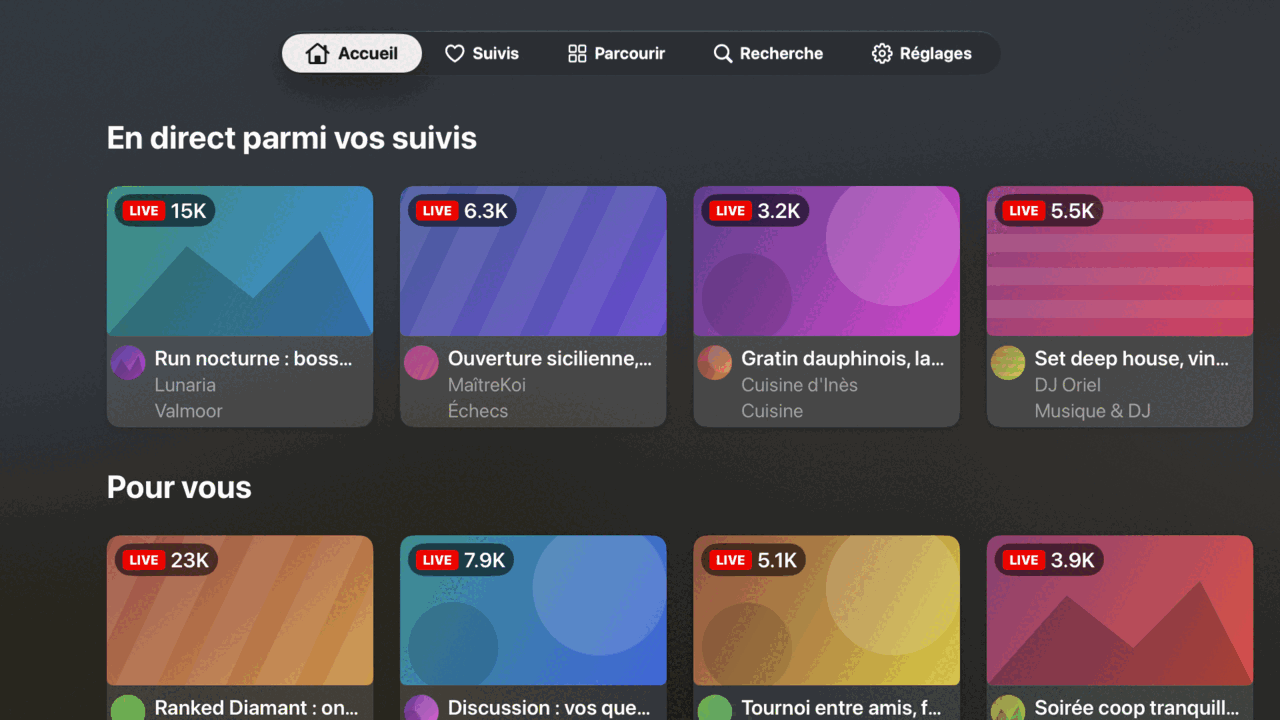 Accueil Suivis Parcourir Recherche Réglages
En direct parmi vos suivis
LIVE 15K
LIVE 6.3K
LIVE 3.2K
LIVE 5.5K
Run nocturne : boss...
Lunaria
Valmoor
Ouverture sicilienne,...
MaîtreKoi
Échecs
Gratin dauphinois, la...
Cuisine d'Inès
Cuisine
Set deep house, vin...
DJ Oriel
Musique & DJ
Pour vous
LIVE 23K
LIVE 7.9K
LIVE 5.1K
LIVE 3.9K
Ranked Diamant : on...
Discussion : vos que...
Tournoi entre amis, f...
Soirée coop tranquill...